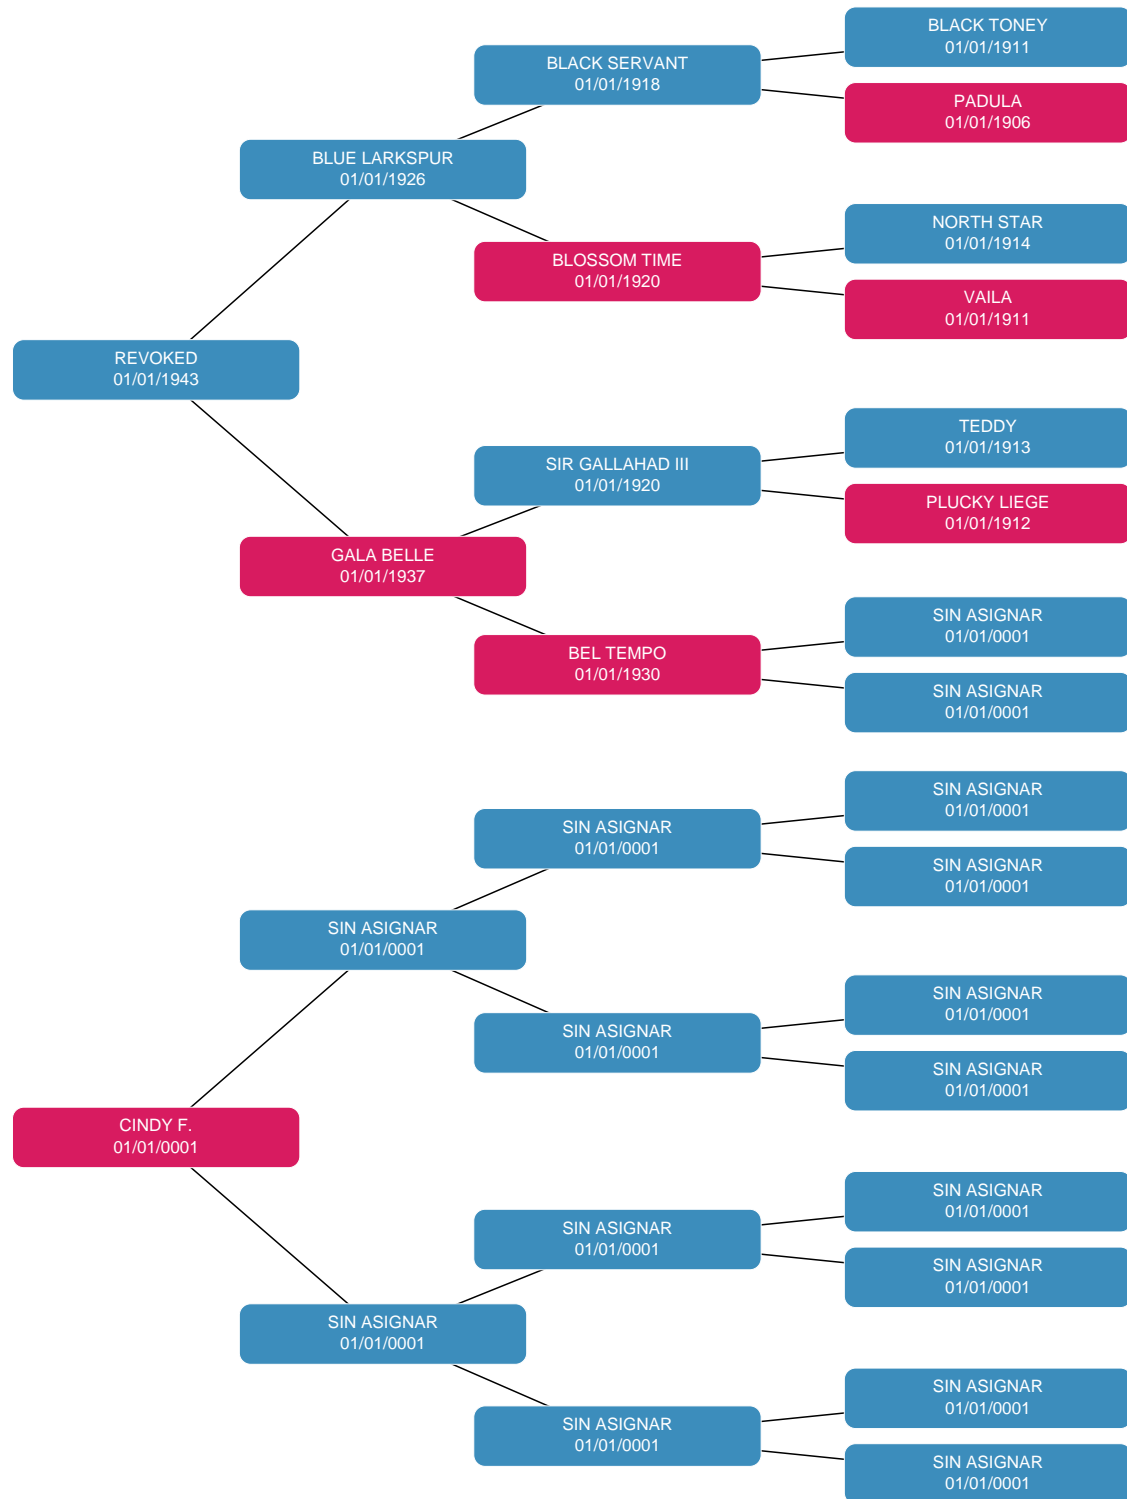 BLACK TONEY
01/01/1911
BLACK SERVANT
01/01/1918
PADULA
01/01/1906
BLUE LARKSPUR
01/01/1926
NORTH STAR
01/01/1914
BLOSSOM TIME
01/01/1920
VAILA
01/01/1911
REVOKED
01/01/1943
TEDDY
01/01/1913
SIR GALLAHAD III
01/01/1920
PLUCKY LIEGE
01/01/1912
GALA BELLE
01/01/1937
SIN ASIGNAR
01/01/0001
BEL TEMPO
01/01/1930
SIN ASIGNAR
01/01/0001
SIN ASIGNAR
01/01/0001
SIN ASIGNAR
01/01/0001
SIN ASIGNAR
01/01/0001
SIN ASIGNAR
01/01/0001
SIN ASIGNAR
01/01/0001
SIN ASIGNAR
01/01/0001
SIN ASIGNAR
01/01/0001
CINDY F.
01/01/0001
SIN ASIGNAR
01/01/0001
SIN ASIGNAR
01/01/0001
SIN ASIGNAR
01/01/0001
SIN ASIGNAR
01/01/0001
SIN ASIGNAR
01/01/0001
SIN ASIGNAR
01/01/0001
SIN ASIGNAR
01/01/0001